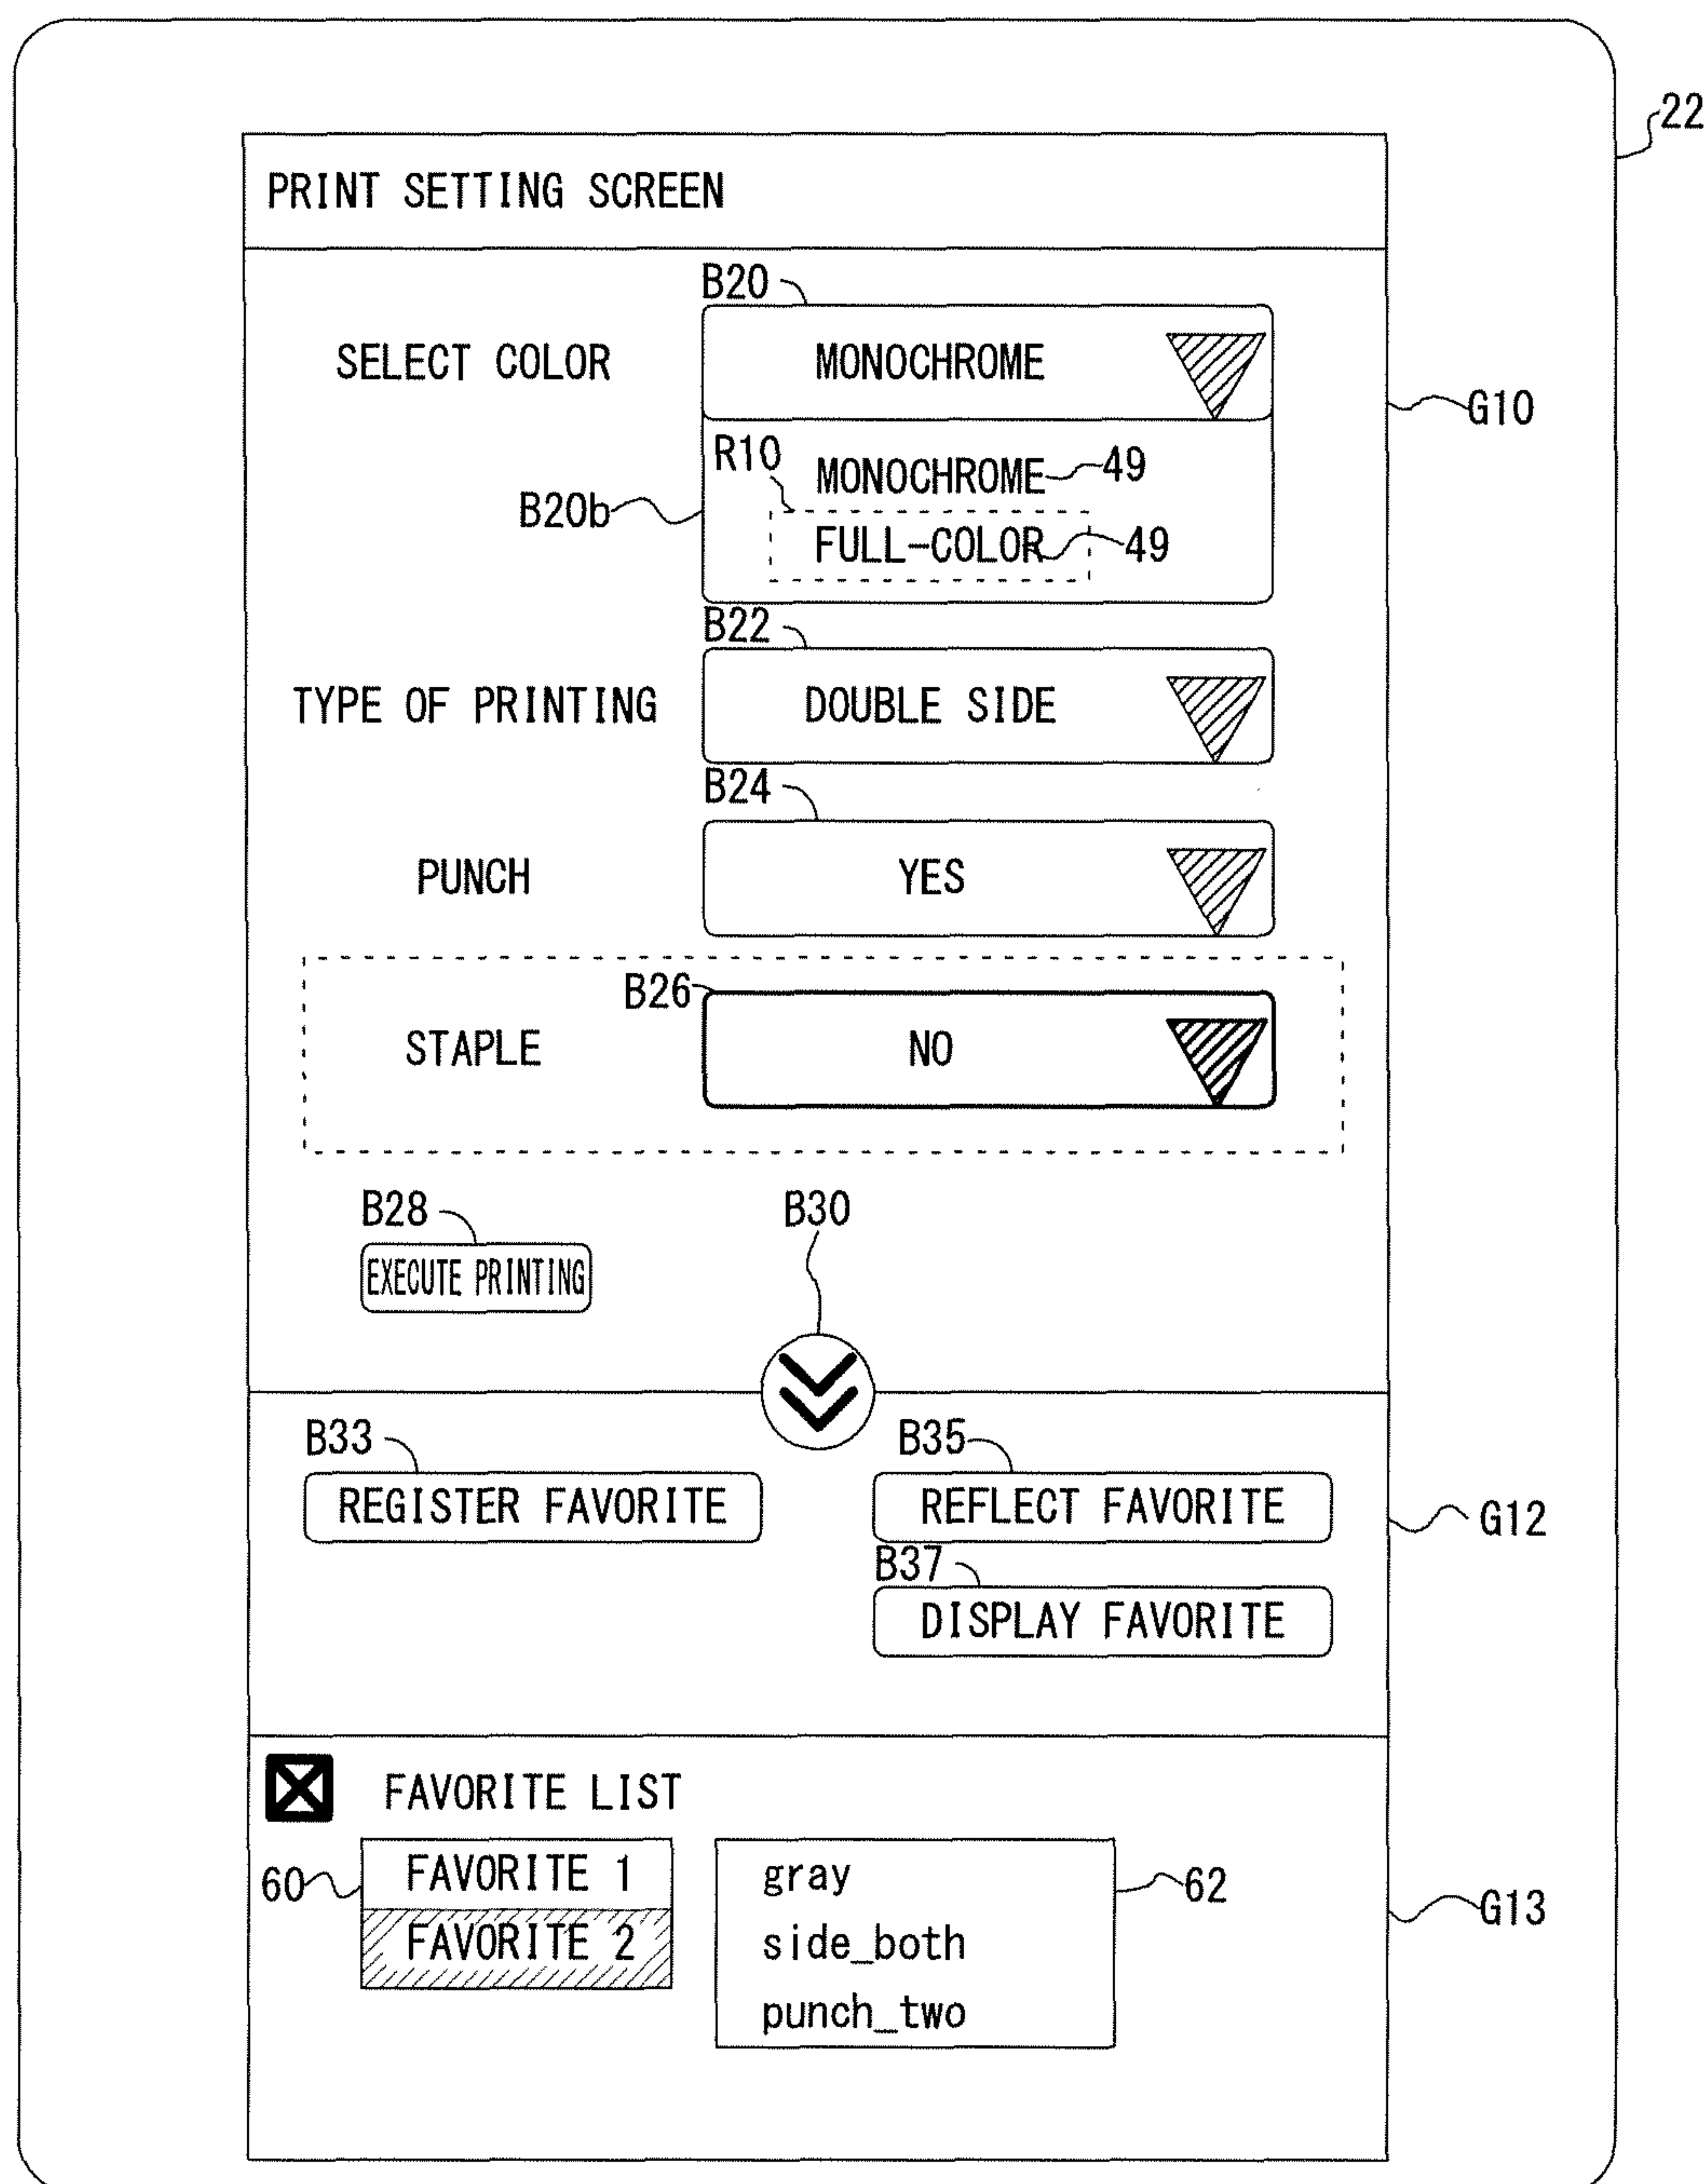 22
PRINT SETTING SCREEN
B20
SELECT COLOR MONOCHROME
G10
R10 MONOCHROME 49
B20b
FULL-COLOR 49
B22
TYPE OF PRINTING DOUBLE SIDE
B24
PUNCH YES
B26
STAPLE NO
B28 B30
EXECUTE PRINTING
B33 B35
REGISTER FAVORITE REFLECT FAVORITE G12
B37
DISPLAY FAVORITE
FAVORITE LIST
60 FAVORITE 1 gray 62
G13
FAVORITE 2 side_both
punch_two